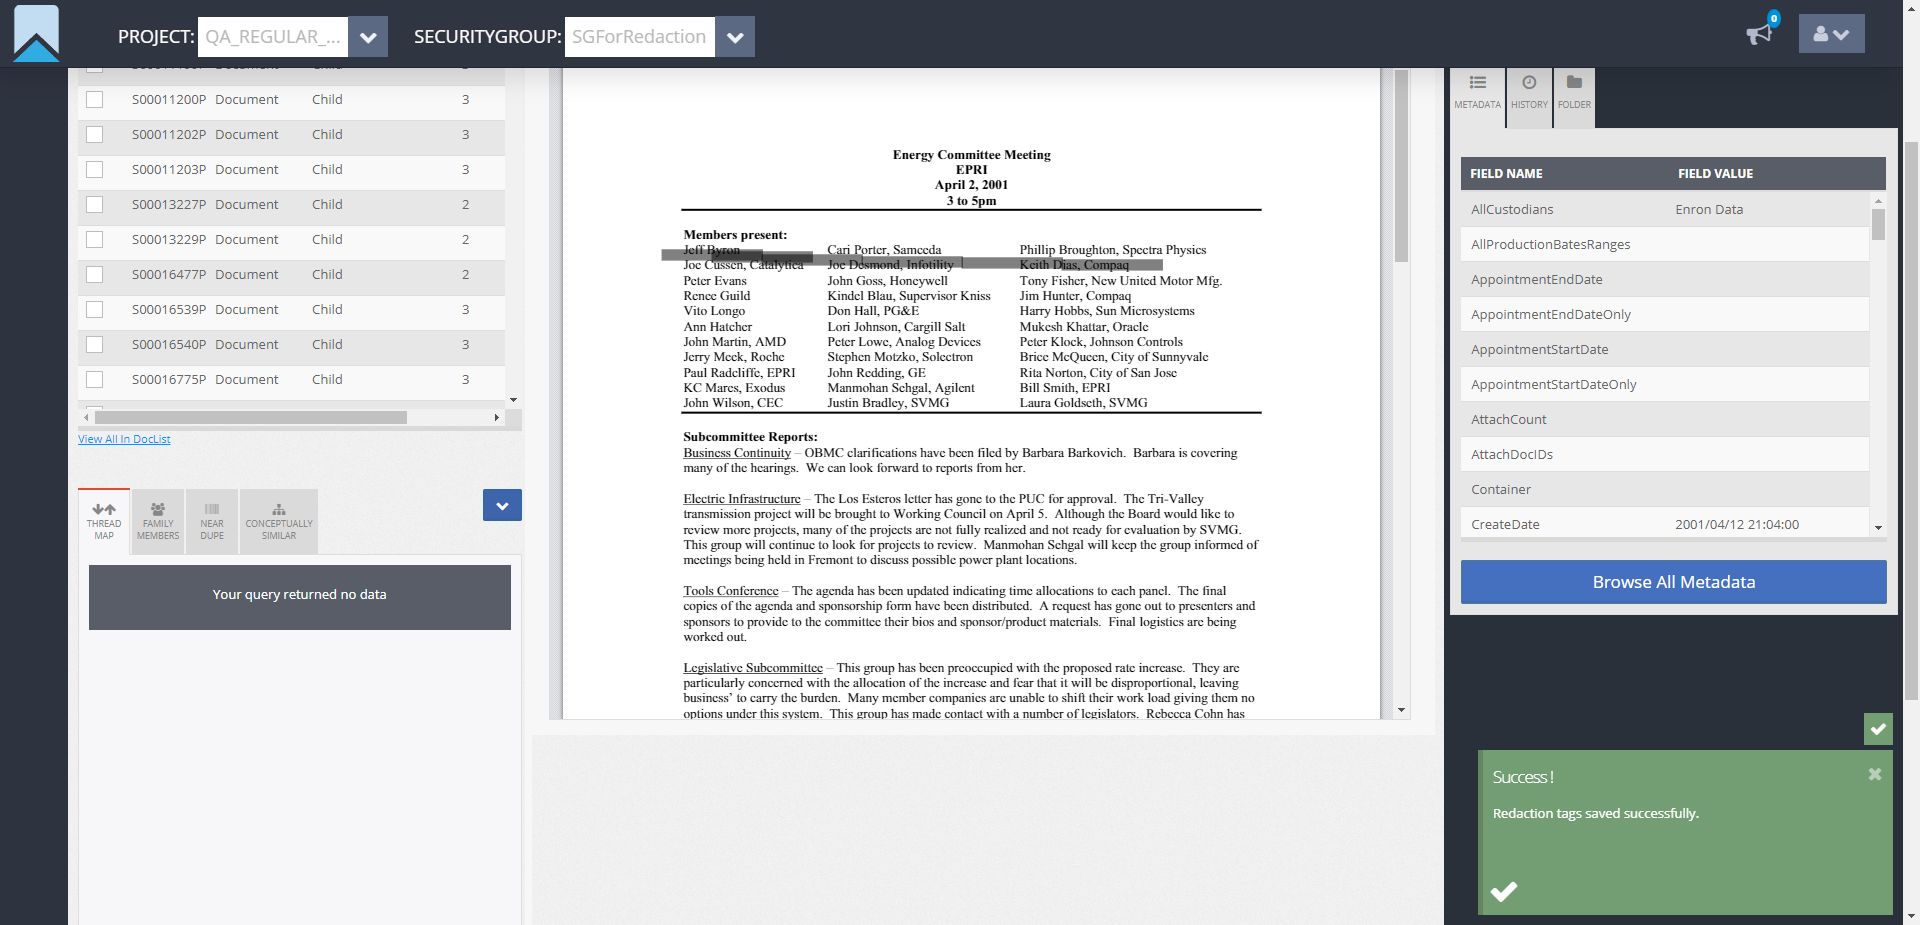 PROJECT: QA_REGULAR_... SECURITYGROUP: SGForRedaction 0
S00011200P Document Child 3
S00011202P Document Child 3
S00011203P Document Child 3
S00013227P Document Child 2
S00013229P Document Child 2
S00016477P Document Child 2
S00016539P Document Child 3
S00016540P Document Child 3
S00016775P Document Child 3
View All In DocList
THREAD MAP
FAMILY MEMBERS
NEAR DUPE
CONCEPTUALLY SIMILAR
Your query returned no data
Energy Committee Meeting
EPRI
April 2, 2001
3 to 5pm
Members present:
Jeff Byron Cari Porter, Sameeda Phillip Broughton, Spectra Physics
Joe Cussen, Catalytica Joe Desmond, Infotility Keith Dias, Compaq
Peter Evans John Goss, Honeywell Tony Fisher, New United Motor Mfg.
Renee Guild Kindel Blau, Supervisor Kniss Jim Hunter, Compaq
Vito Longo Don Hall, PG&E Harry Hobbs, Sun Microsystems
Ann Hatcher Lori Johnson, Cargill Salt Mukesh Khattar, Oracle
John Martin, AMD Peter Lowe, Analog Devices Peter Klock, Johnson Controls
Jerry Meek, Roche Stephen Motzko, Solectron Brice McQueen, City of Sunnyvale
Paul Radcliffe, EPRI John Redding, GE Rita Norton, City of San Jose
KC Mares, Exodus Manmohan Sehgal, Agilent Bill Smith, EPRI
John Wilson, CEC Justin Bradley, SVMG Laura Goldseth, SVMG
Subcommittee Reports:
Business Continuity – OBMC clarifications have been filed by Barbara Barkovich. Barbara is covering
many of the hearings. We can look forward to reports from her.
Electric Infrastructure – The Los Esteros letter has gone to the PUC for approval. The Tri-Valley
transmission project will be brought to Working Council on April 5. Although the Board would like to
review more projects, many of the projects are not fully realized and not ready for evaluation by SVMG.
This group will continue to look for projects to review. Manmohan Sehgal will keep the group informed of
meetings being held in Fremont to discuss possible power plant locations.
Tools Conference – The agenda has been updated indicating time allocations to each panel. The final
copies of the agenda and sponsorship form have been distributed. A request has gone out to presenters and
sponsors to provide to the committee their bios and sponsor/product materials. Final logistics are being
worked out.
Legislative Subcommittee – This group has been preoccupied with the proposed rate increase. They are
particularly concerned with the allocation of the increase and fear that it will be disproportional, leaving
business’ to carry the burden. Many member companies are unable to shift their work load giving them no
options under this system. This group has made contact with a number of legislators. Rebecca Cohn has
METADATA HISTORY FOLDER
FIELD NAME FIELD VALUE
AllCustodians Enron Data
AllProductionBatesRanges
AppointmentEndDate
AppointmentEndDateOnly
AppointmentStartDate
AppointmentStartDateOnly
AttachCount
AttachDocIDs
Container
CreateDate 2001/04/12 21:04:00
Browse All Metadata
Success !
Redaction tags saved successfully.